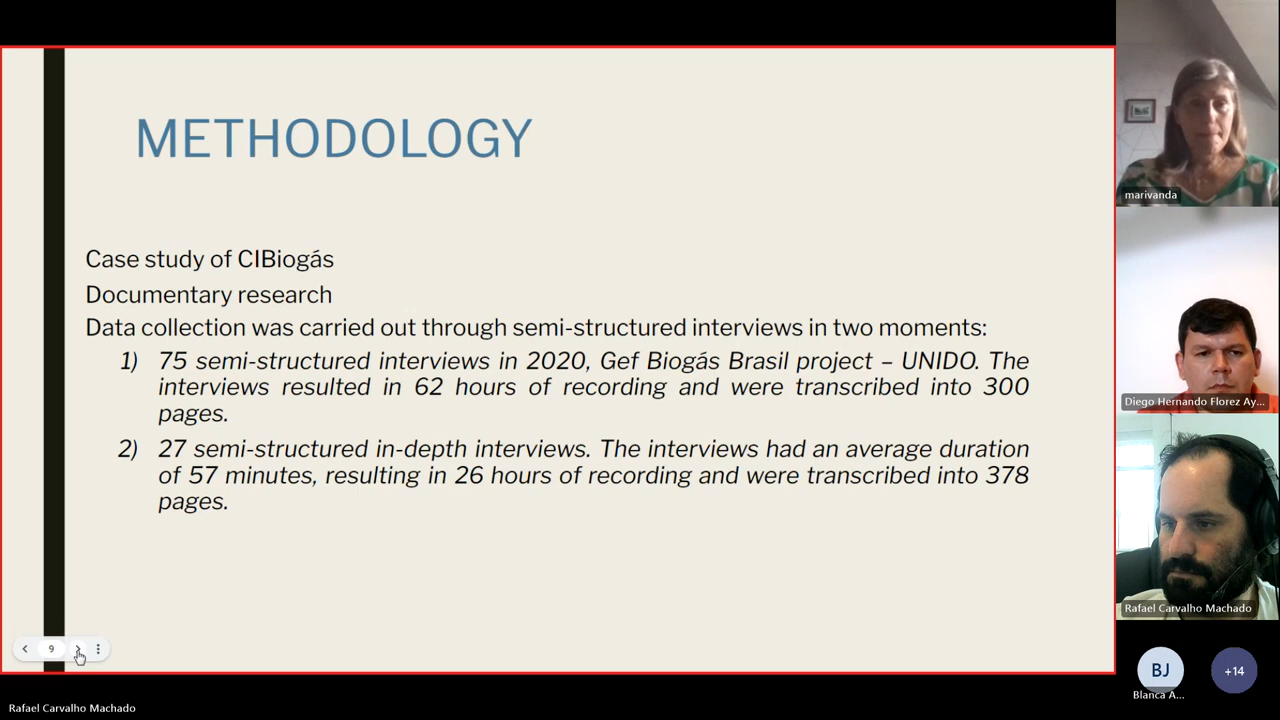 METHODOLOGY
Case study of CIBiogás
Documentary research
Data collection was carried out through semi-structured interviews in two moments:
1) 75 semi-structured interviews in 2020, Gef Biogás Brasil project – UNIDO. The
interviews resulted in 62 hours of recording and were transcribed into 300
pages.
2) 27 semi-structured in-depth interviews. The interviews had an average duration
of 57 minutes, resulting in 26 hours of recording and were transcribed into 378
pages.
9
marivanda
Diego Hernando Florez Ay...
Rafael Carvalho Machado
BJ
+14
Blanca A...
Rafael Carvalho Machado